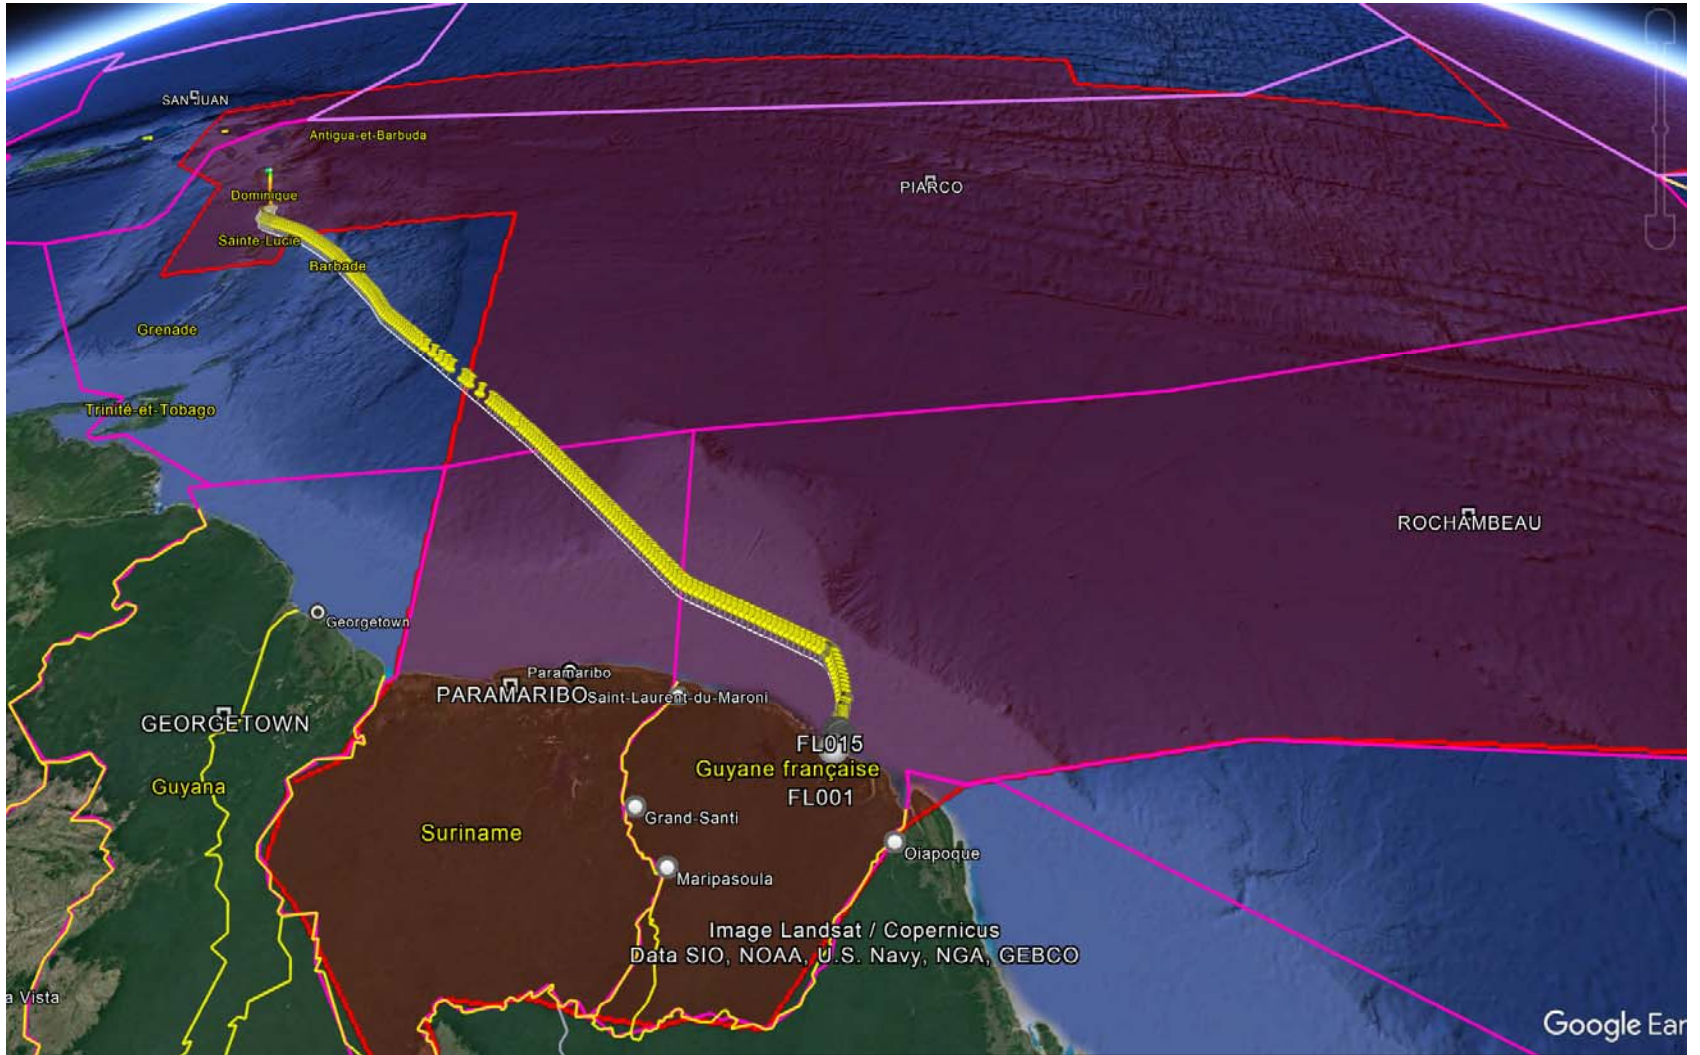 SAN JUAN
Antigua-et-Barbuda
PIARCO
Dominique
Sainte-Lucie
Barbade
Grenade
Trinité-et-Tobago
ROCHAMBEAU
Georgetown
Paramaribo
PARAMARIBO
Saint-Laurent-du-Maroni
GEORGETOWN
FL015
Guyane française
Guyana
FL001
Grand-Santi
Suriname
Oiapoque
Maripasoula
Image Landsat / Copernicus
Data SIO, NOAA, U.S. Navy, NGA, GEBCO
a Vista
Google Ear